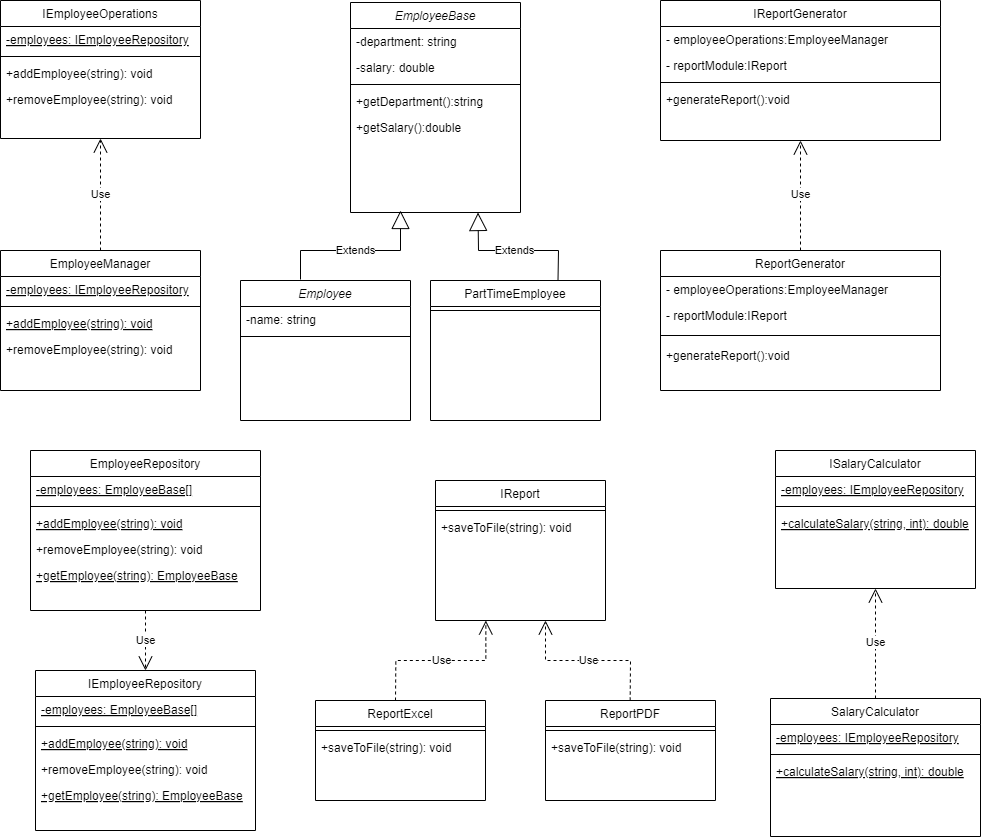 IEmployeeOperations
-employees: IEmployeeRepository
+addEmployee(string): void
+removeEmployee(string): void
Use
EmployeeManager
-employees: IEmployeeRepository
+addEmployee(string): void
+removeEmployee(string): void
EmployeeBase
-department: string
-salary: double
+getDepartment():string
+getSalary():double
Extends
Extends
Employee
-name: string
PartTimeEmployee
IReportGenerator
- employeeOperations:EmployeeManager
- reportModule:IReport
+generateReport():void
Use
ReportGenerator
- employeeOperations:EmployeeManager
- reportModule:IReport
+generateReport():void
EmployeeRepository
-employees: EmployeeBase[]
+addEmployee(string): void
+removeEmployee(string): void
+getEmployee(string): EmployeeBase
Use
IEmployeeRepository
-employees: EmployeeBase[]
+addEmployee(string): void
+removeEmployee(string): void
+getEmployee(string): EmployeeBase
IReport
+saveToFile(string): void
Use
Use
ReportExcel
+saveToFile(string): void
ReportPDF
+saveToFile(string): void
ISalaryCalculator
-employees: IEmployeeRepository
+calculateSalary(string, int): double
Use
SalaryCalculator
-employees: IEmployeeRepository
+calculateSalary(string, int): double